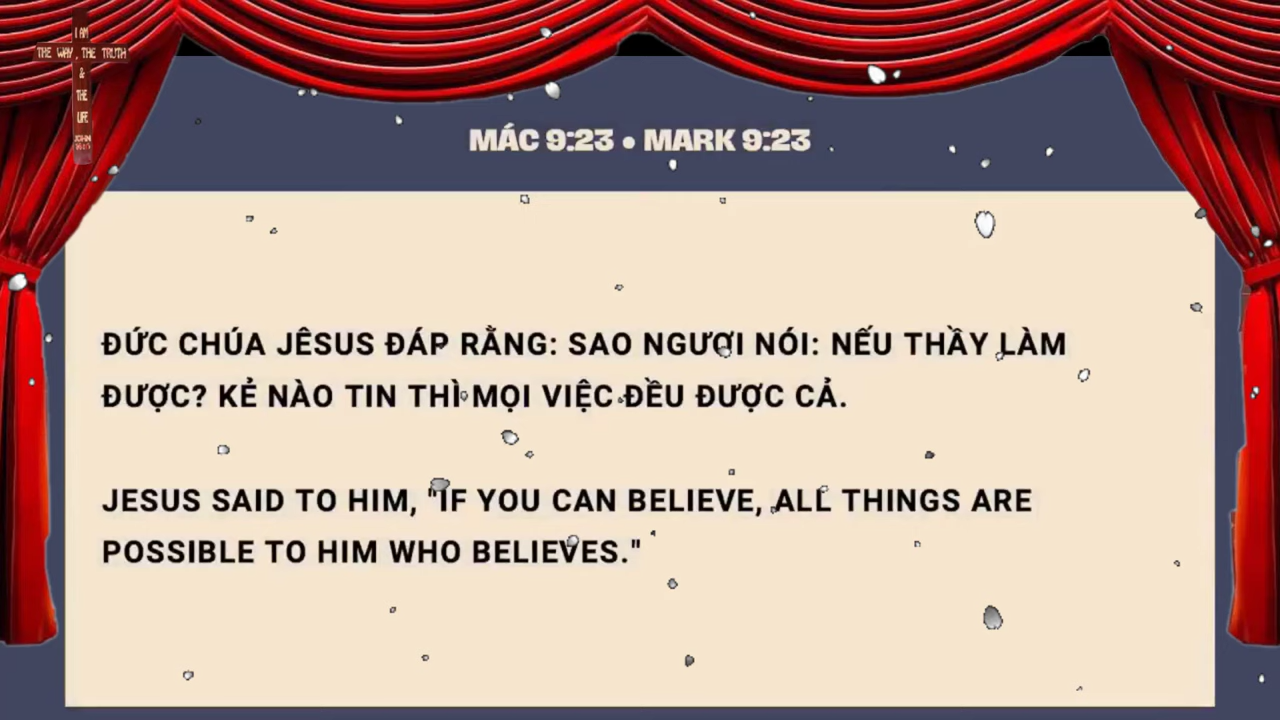 I AM
THE WAY, THE TRUTH
&
THE
LIFE
JOHN
MÁC 9:23 • MARK 9:23
ĐỨC CHÚA JÊSUS ĐÁP RẰNG: SAO NGƯƠI NÓI: NẾU THẦY LÀM
ĐƯỢC? KẺ NÀO TIN THÌ MỌI VIỆC ĐỀU ĐƯỢC CẢ.
JESUS SAID TO HIM, "IF YOU CAN BELIEVE, ALL THINGS ARE
POSSIBLE TO HIM WHO BELIEVES."